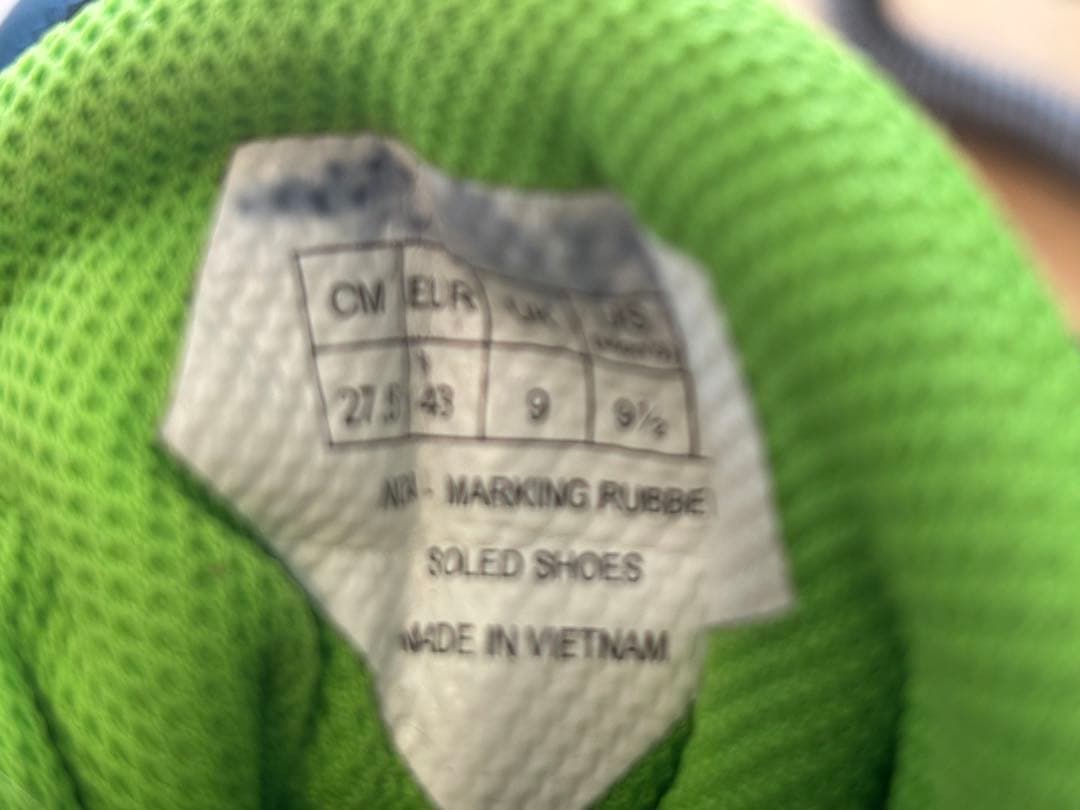 CM EUR UK US
27.5 43 9 9½
- MARKING RUBBE
SOLED SHOES
MADE IN VIETNAM